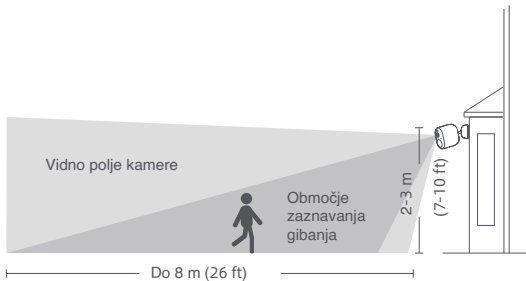 Vidno polje kamere
Območje
zaznavanja
gibanja
2-3 m
(7-10 ft)
Do 8 m (26 ft)